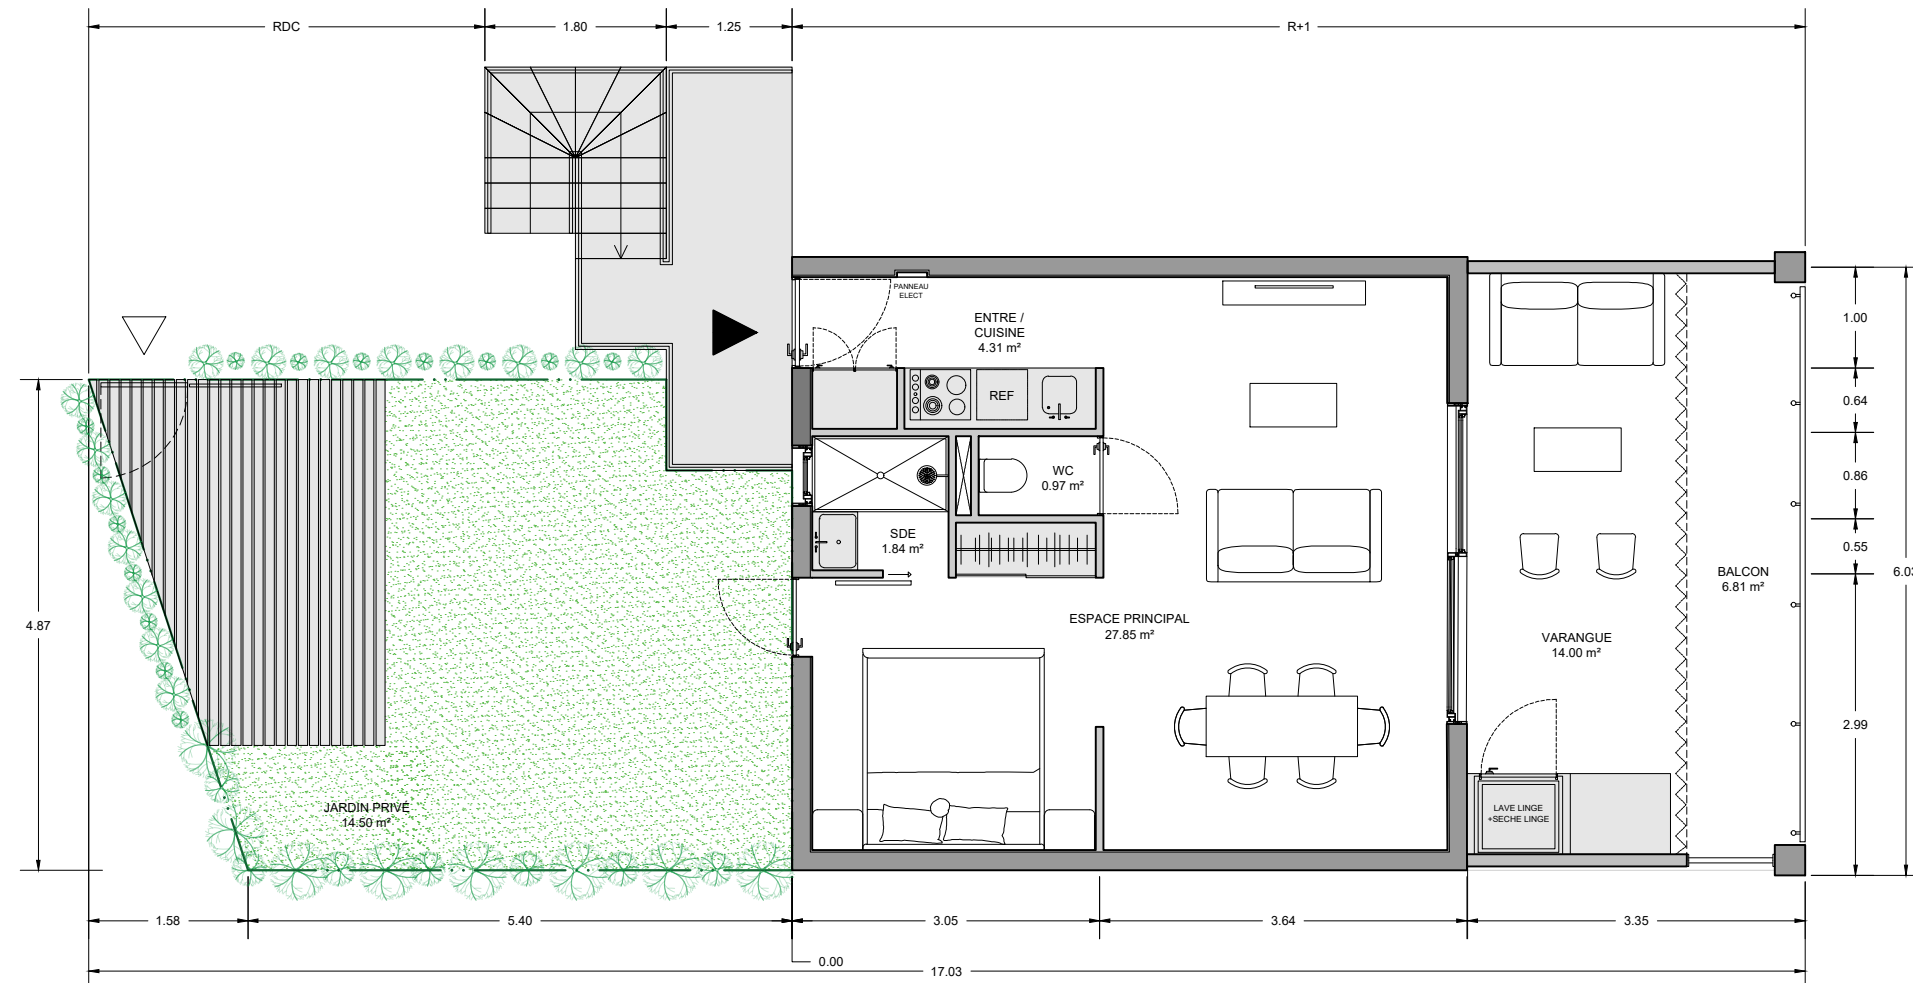 RDC
1.80
1.25
R+1
PANNEAU
ELECT
ENTRE /
CUISINE
4.31 m²
1.00
REF
0.64
WC
0.97 m²
0.86
SDE
1.84 m²
0.55
BALCON
6.81 m²
6.03
4.87
ESPACE PRINCIPAL
27.85 m²
VARANGUE
14.00 m²
2.99
JARDIN PRIVE
14.50 m²
LAVE LINGE
+SECHE LINGE
1.58
5.40
3.05
3.64
3.35
0.00
17.03